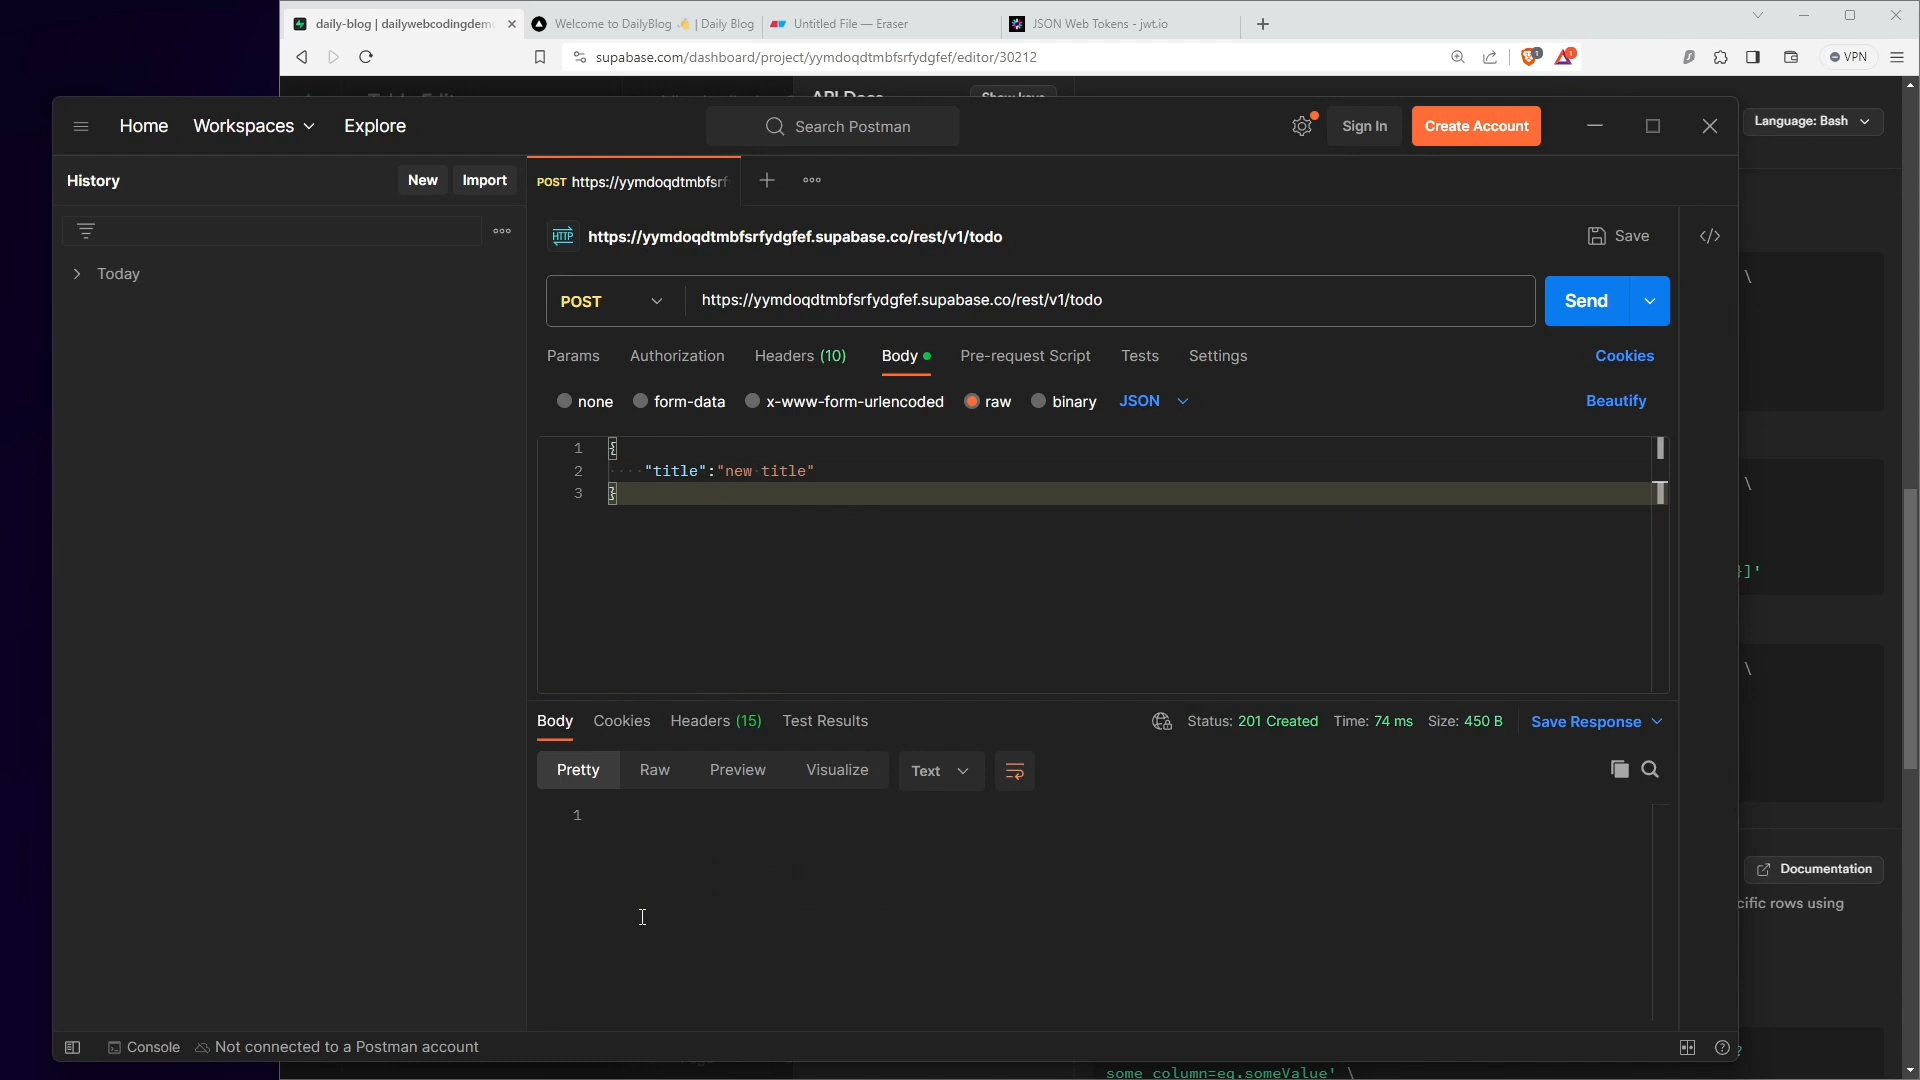 daily-blog | dailywebcodingdem
Welcome to DailyBlog 👋 | Daily Blog
Untitled File — Eraser
JSON Web Tokens - jwt.io
supabase.com/dashboard/project/yymdoqdtmbfsrfydgfef/editor/30212
1
1
VPN
Home
Workspaces
Explore
Search Postman
Sign In
Create Account
Language: Bash
History
New
Import
POST https://yymdoqdtmbfsrf
https://yymdoqdtmbfsrfydgfef.supabase.co/rest/v1/todo
Save
</>
Today
POST
https://yymdoqdtmbfsrfydgfef.supabase.co/rest/v1/todo
Send
\
Params
Authorization
Headers (10)
Body
Pre-request Script
Tests
Settings
Cookies
none
form-data
x-www-form-urlencoded
raw
binary
JSON
Beautify
1 {
2 ····"title":"new·title"
3 }
\
}]'
\
Body
Cookies
Headers (15)
Test Results
Status: 201 Created
Time: 74 ms
Size: 450 B
Save Response
Pretty
Raw
Preview
Visualize
Text
1
Documentation
cific rows using
Console
Not connected to a Postman account
?
some_column=eq.someValue' \